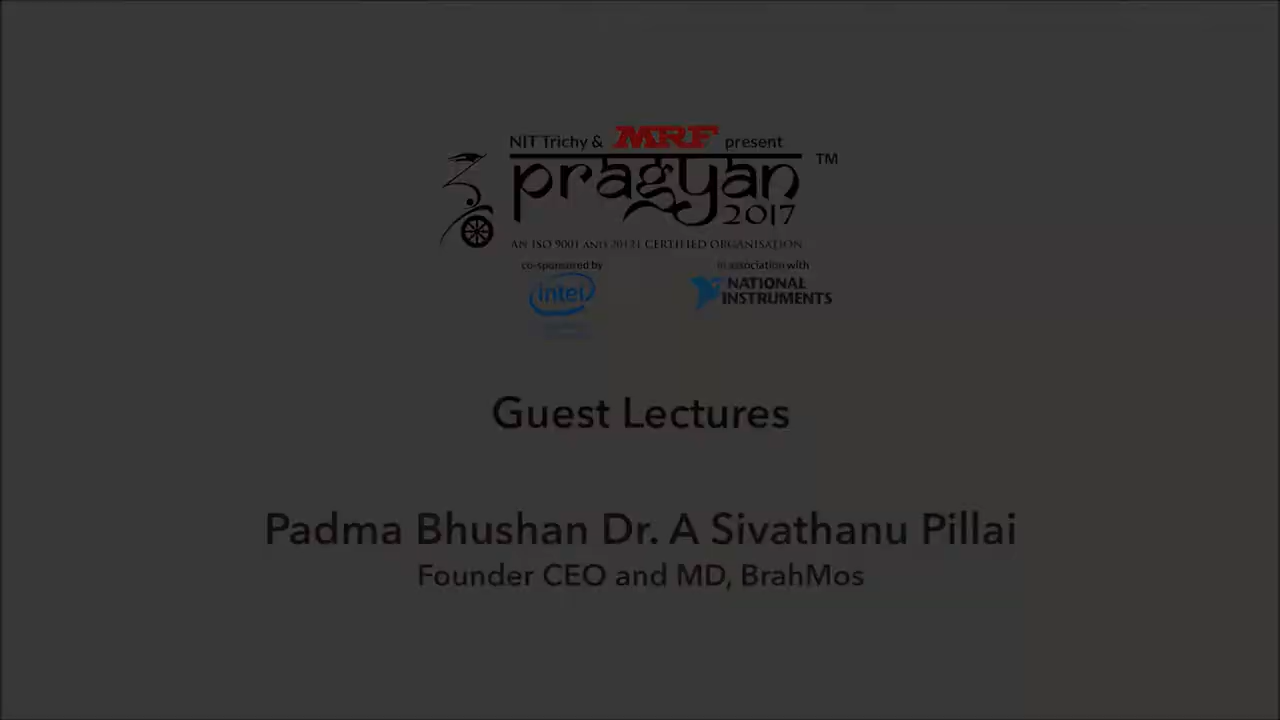 NIT Trichy & MRF present
pragyan TM
2017
AN ISO 9001 AND 20121 CERTIFIED ORGANISATION
co-sponsored by
intel
in association with
NATIONAL
INSTRUMENTS
Guest Lectures
Padma Bhushan Dr. A Sivathanu Pillai
Founder CEO and MD, BrahMos